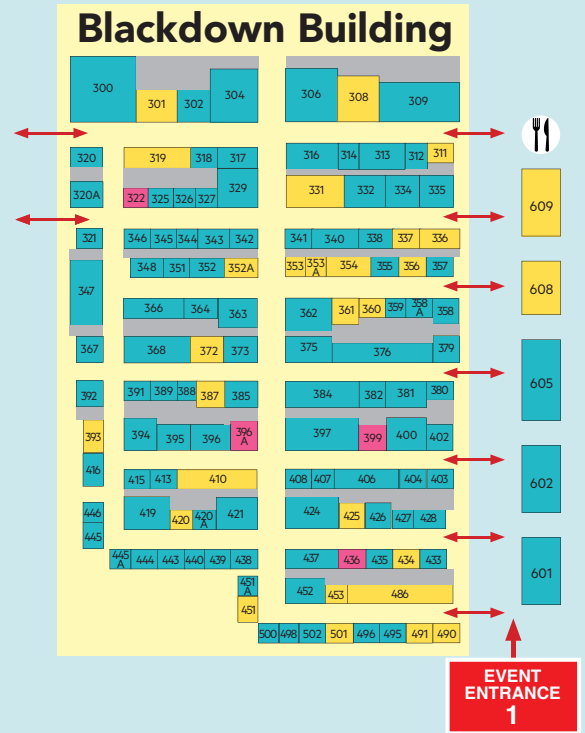 Blackdown Building
300 301 302 304 306 308 309
320 319 318 317 316 314 313 312 311
320A 322 325 326 327 329 331 332 334 335 609
321 346 345 344 343 342 341 340 338 337 336
347 348 351 352 352A 353 353 A 354 355 356 357 608
366 364 363 362 361 360 359 358 A 358
367 368 372 373 375 376 379 605
392 391 389 388 387 385 384 382 381 380
393 394 395 396 396 A 397 399 400 402
416 415 413 410 408 407 406 404 403 602
446 419 420 420 A 421 424 425 426 427 428
445
445 A 444 443 440 439 438 437 436 435 434 433 601
451 A 452 453 486
451
500 498 502 501 496 495 491 490
EVENT
ENTRANCE
1